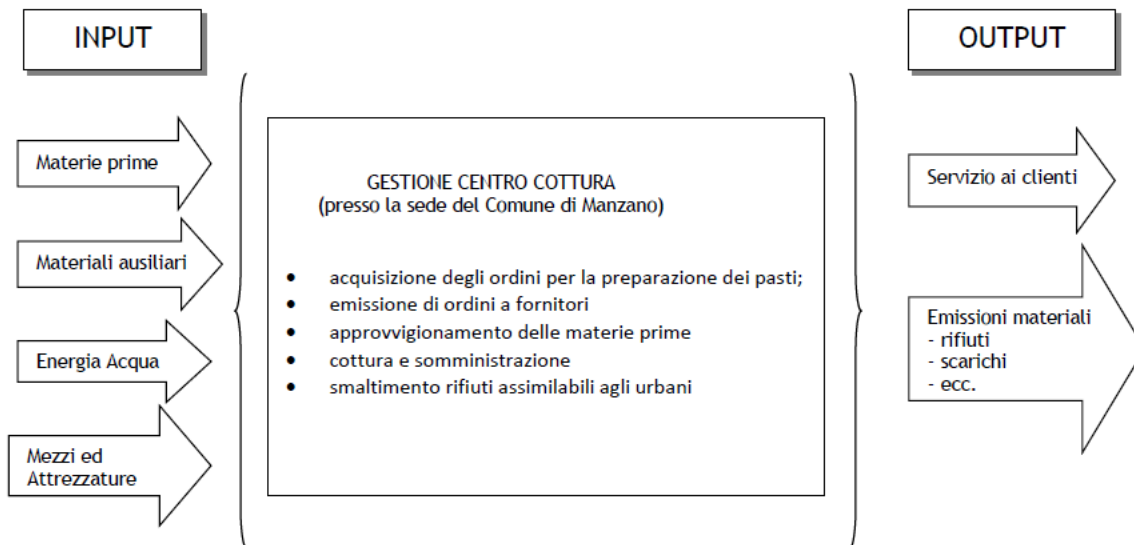 INPUT
OUTPUT
Materie prime
Materiali ausiliari
Energia Acqua
Mezzi ed
Attrezzature
GESTIONE CENTRO COTTURA
(presso la sede del Comune di Manzano)
• acquisizione degli ordini per la preparazione dei pasti;
• emissione di ordini a fornitori
• approvvigionamento delle materie prime
• cottura e somministrazione
• smaltimento rifiuti assimilabili agli urbani
Servizio ai clienti
Emissioni materiali
- rifiuti
- scarichi
- ecc.